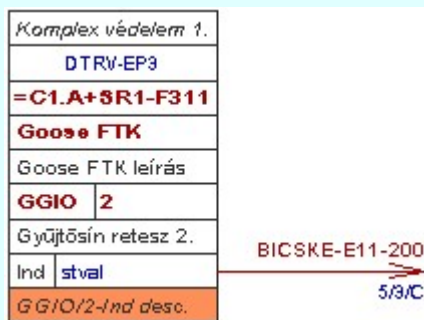 Komplex védelem 1.
DTRV-EP3
=C1.A+SR1-F311
Goose FTK
Goose FTK leírás
GGIO 2
Gyűjtősín retesz 2.
Ind stval
GGIO/2-Ind desc.
BICSKE-E11-200
5/3/C